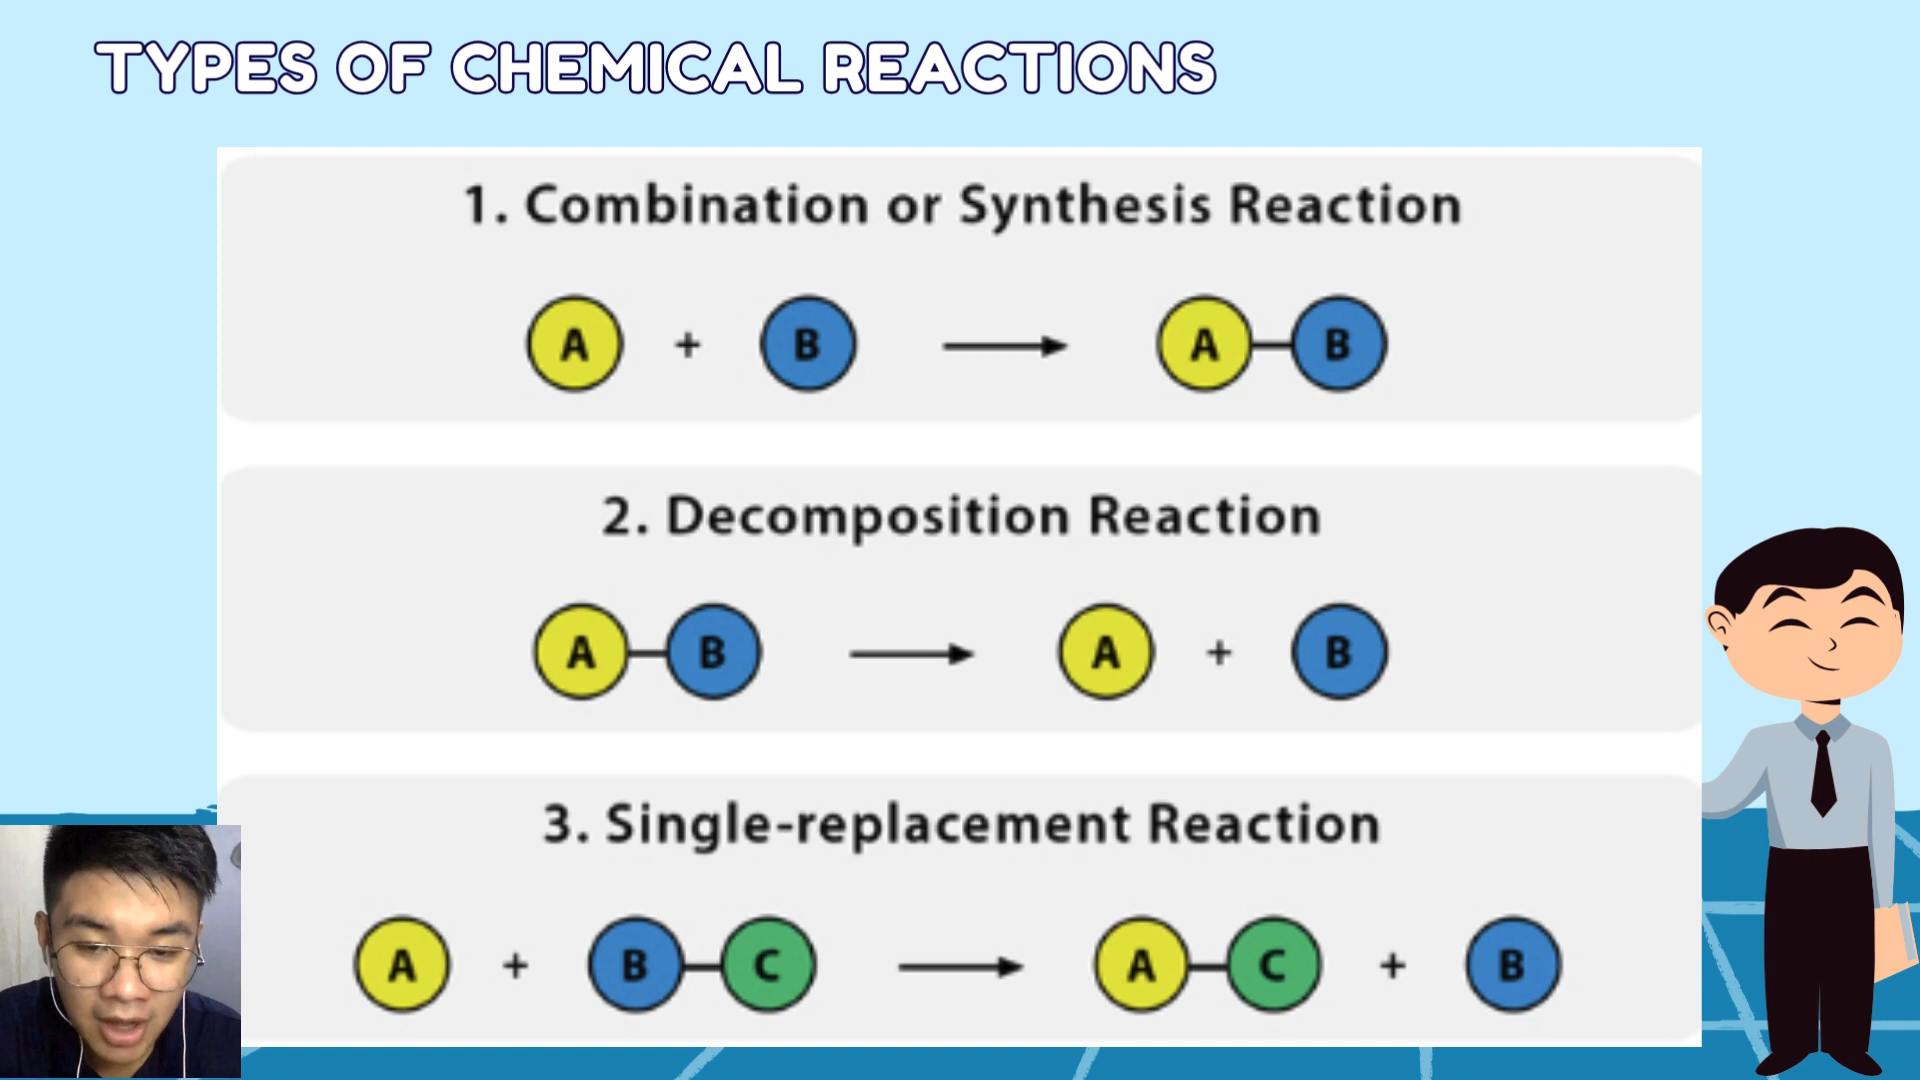 TYPES OF CHEMICAL REACTIONS
1. Combination or Synthesis Reaction
A + B A B
2. Decomposition Reaction
A B A + B
3. Single-replacement Reaction
A + B C A C + B